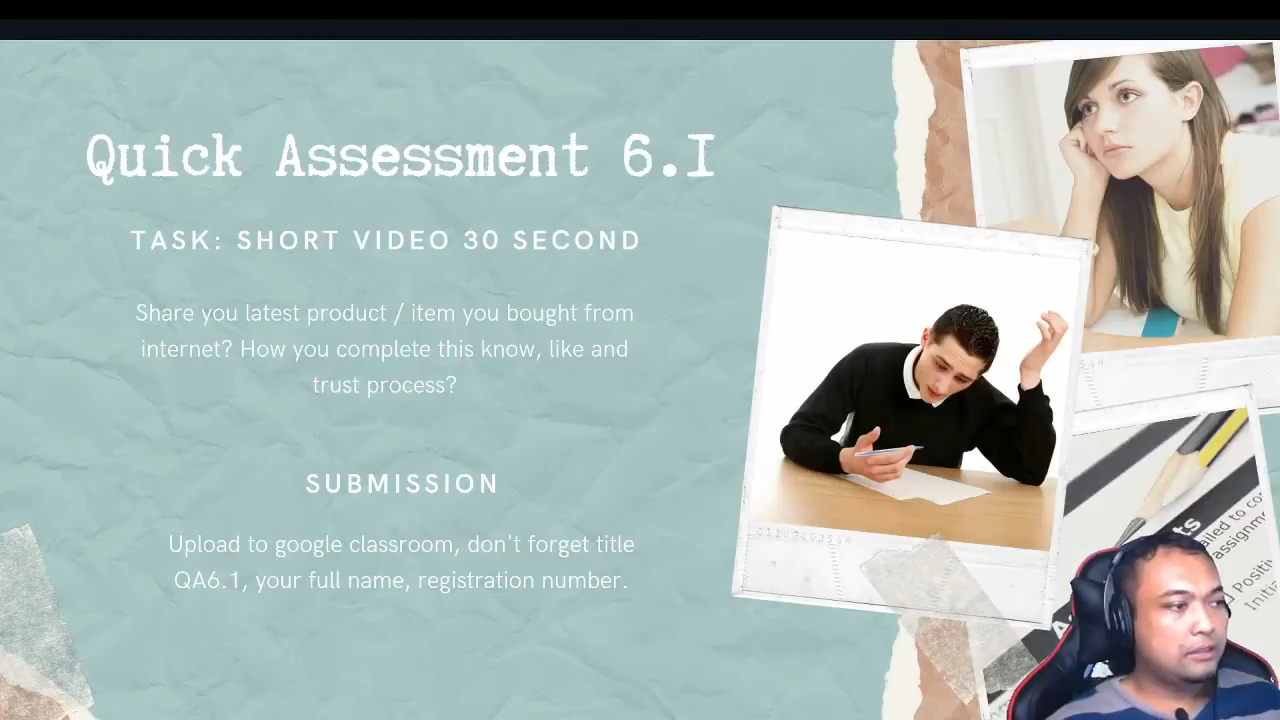 Quick Assessment 6.1
TASK: SHORT VIDEO 30 SECOND
Share you latest product / item you bought from
internet? How you complete this know, like and
trust process?
SUBMISSION
Upload to google classroom, don't forget title
QA6.1, your full name, registration number.